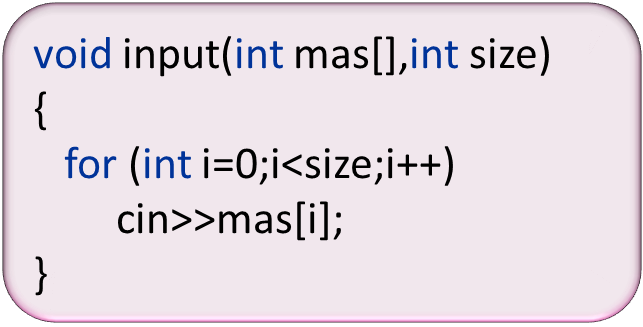 void input(int mas[],int size)
{
for (int i=0;i<size;i++)
cin>>mas[i];
}